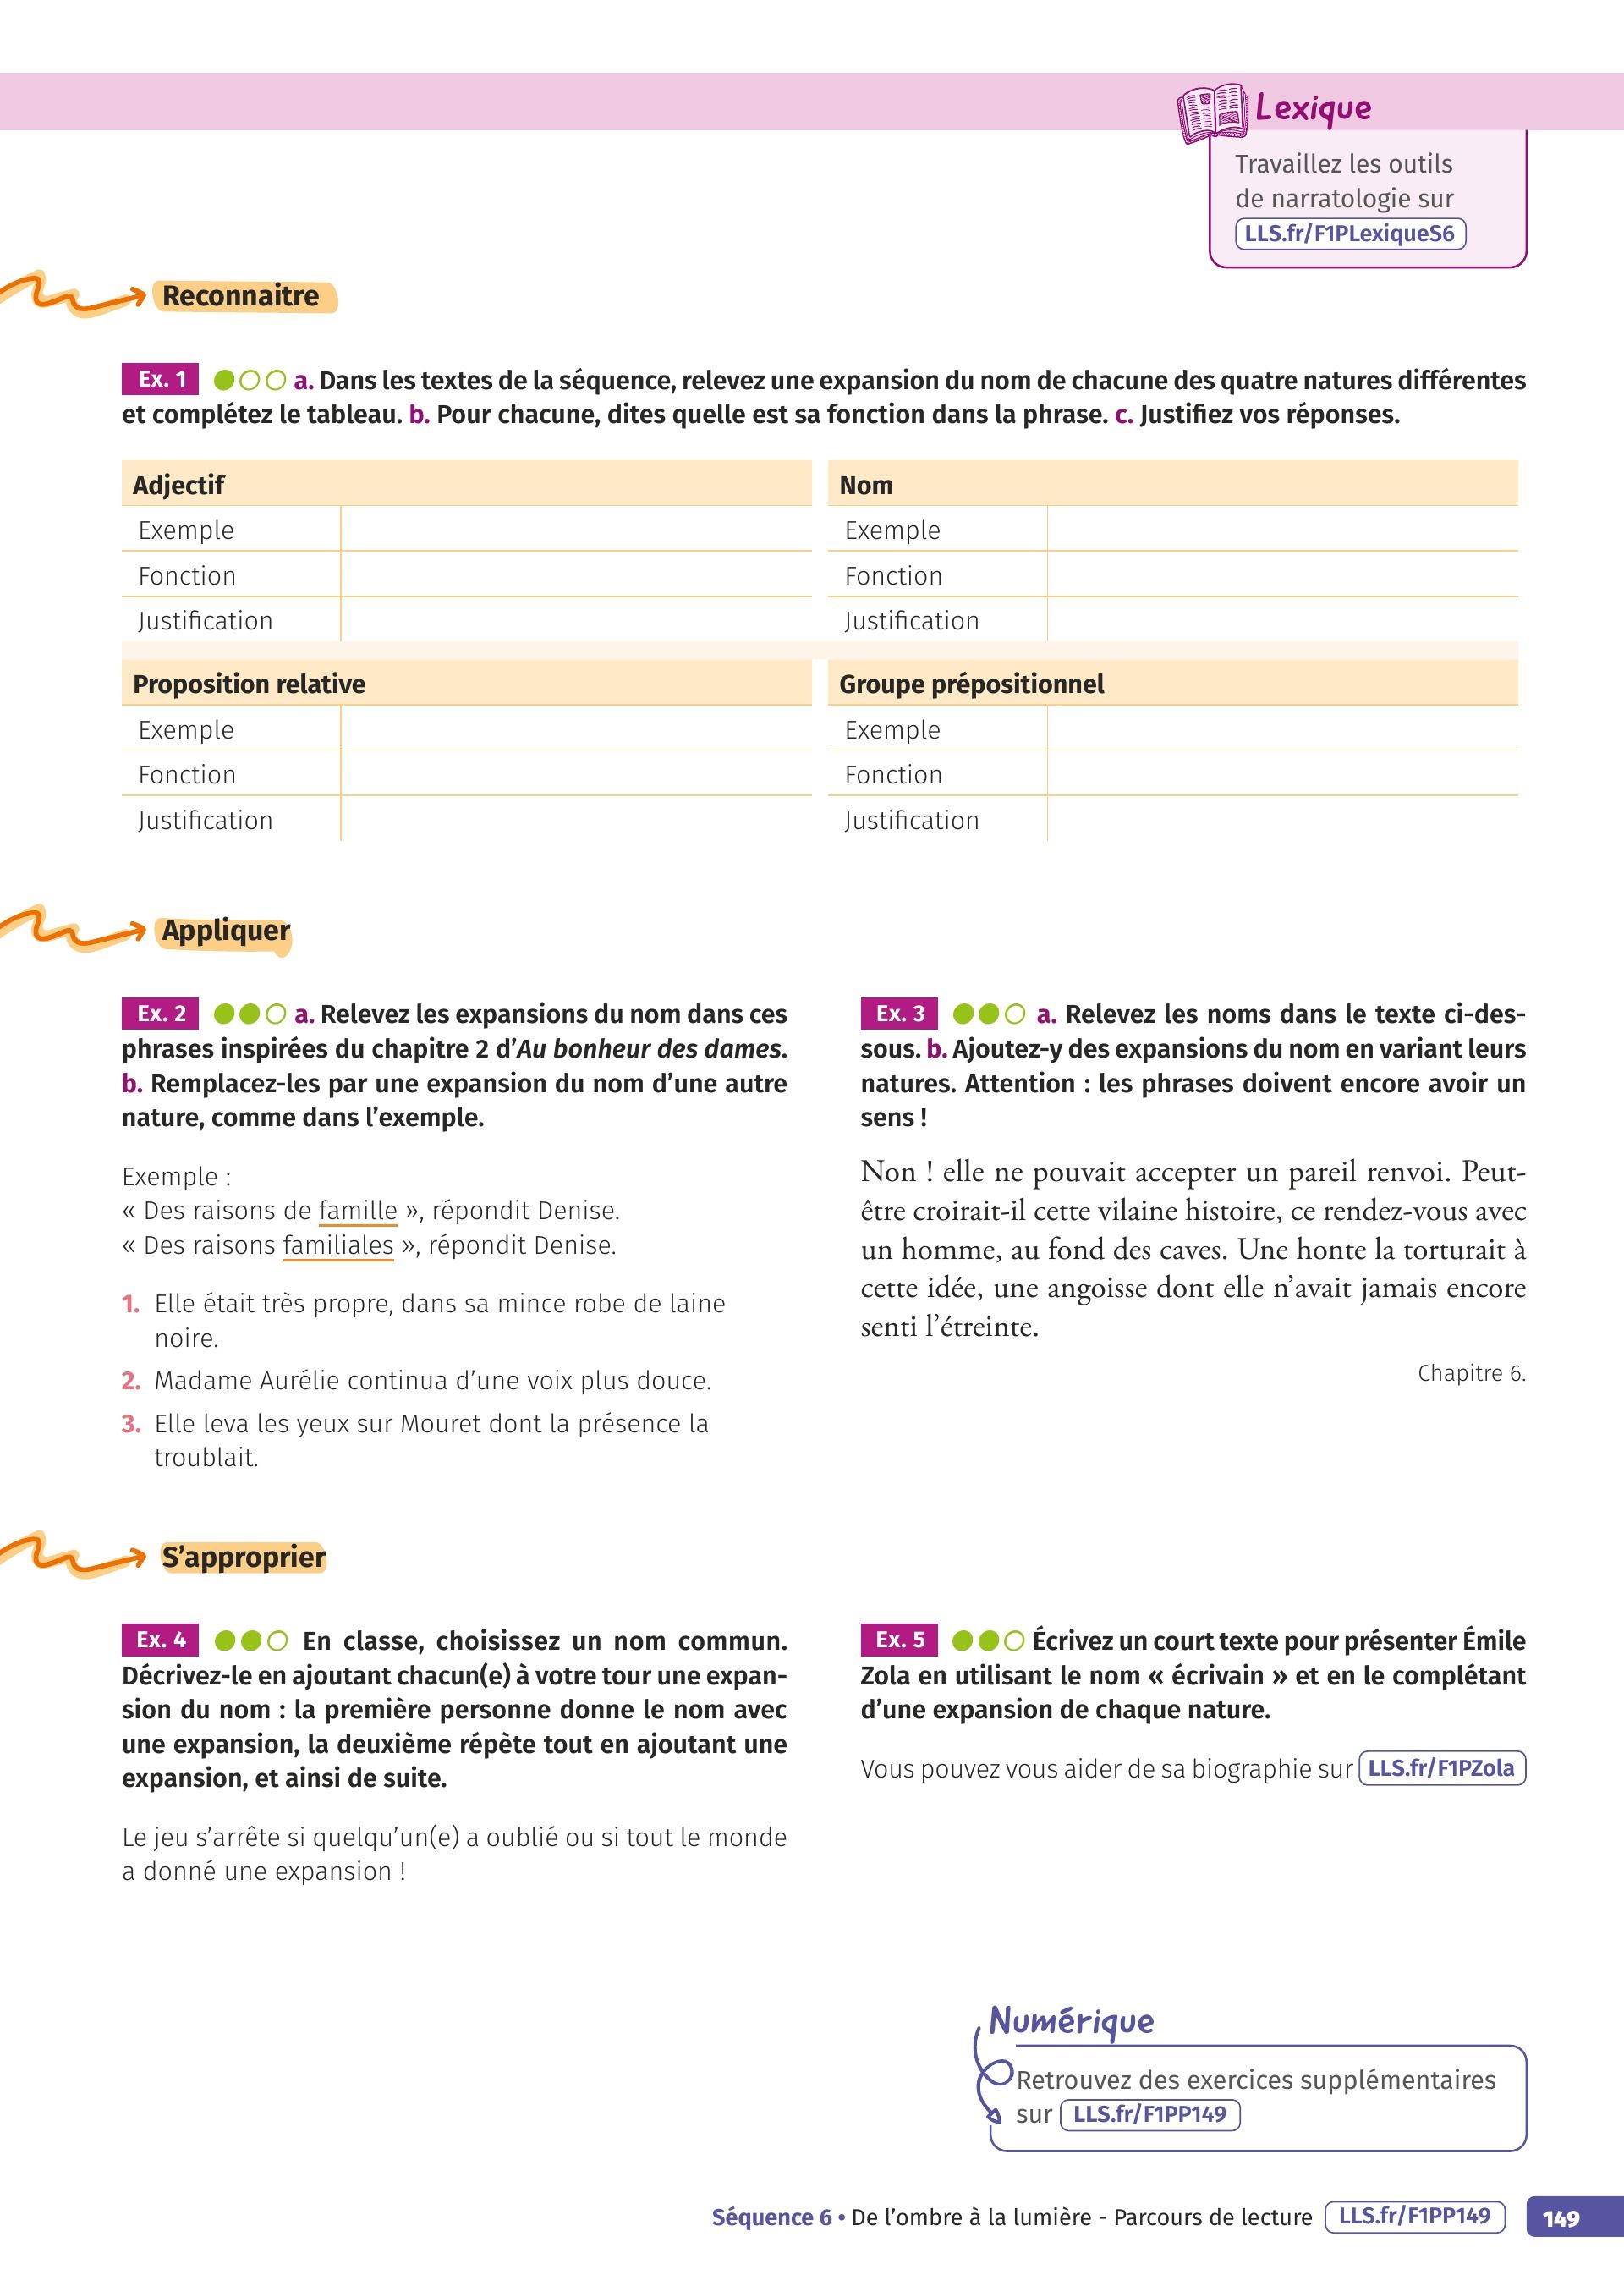 Lexique
Travaillez les outils
de narratologie sur
LLS.fr/F1PLexiqueS6
Reconnaitre
Ex. 1 a. Dans les textes de la séquence, relevez une expansion du nom de chacune des quatre natures différentes
et complétez le tableau. b. Pour chacune, dites quelle est sa fonction dans la phrase. c. Justifiez vos réponses.
Adjectif
Exemple
Fonction
Justification
Nom
Exemple
Fonction
Justification
Proposition relative
Exemple
Fonction
Justification
Groupe prépositionnel
Exemple
Fonction
Justification
Appliquer
Ex. 2 a. Relevez les expansions du nom dans ces
phrases inspirées du chapitre 2 d’Au bonheur des dames.
b. Remplacez-les par une expansion du nom d’une autre
nature, comme dans l’exemple.
Exemple :
« Des raisons de famille », répondit Denise.
« Des raisons familiales », répondit Denise.
1. Elle était très propre, dans sa mince robe de laine
noire.
2. Madame Aurélie continua d’une voix plus douce.
3. Elle leva les yeux sur Mouret dont la présence la
troublait.
Ex. 3 a. Relevez les noms dans le texte ci-des-
sous. b. Ajoutez-y des expansions du nom en variant leurs
natures. Attention : les phrases doivent encore avoir un
sens !
Non ! elle ne pouvait accepter un pareil renvoi. Peut-
être croirait-il cette vilaine histoire, ce rendez-vous avec
un homme, au fond des caves. Une honte la torturait à
cette idée, une angoisse dont elle n’avait jamais encore
senti l’étreinte.
Chapitre 6.
S’approprier
Ex. 4 En classe, choisissez un nom commun.
Décrivez-le en ajoutant chacun(e) à votre tour une expan-
sion du nom : la première personne donne le nom avec
une expansion, la deuxième répète tout en ajoutant une
expansion, et ainsi de suite.
Le jeu s’arrête si quelqu’un(e) a oublié ou si tout le monde
a donné une expansion !
Ex. 5 Écrivez un court texte pour présenter Émile
Zola en utilisant le nom « écrivain » et en le complétant
d’une expansion de chaque nature.
Vous pouvez vous aider de sa biographie sur LLS.fr/F1PZola
Numérique
Retrouvez des exercices supplémentaires
sur LLS.fr/F1PP149
Séquence 6 • De l’ombre à la lumière - Parcours de lecture LLS.fr/F1PP149 149